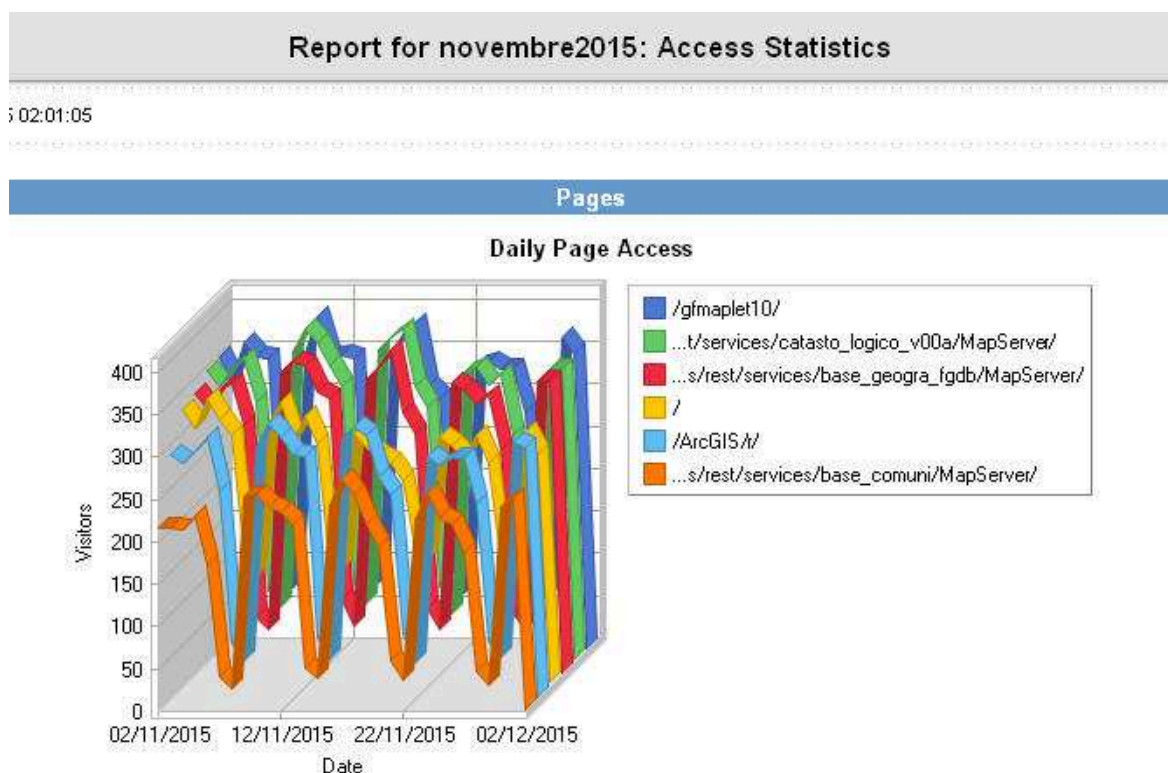 Report for novembre2015: Access Statistics
5 02:01:05
Pages
Daily Page Access
/gfmaplet10/
...t/services/catasto_logico_v00a/MapServer/
...s/rest/services/base_geogra_fgdb/MapServer/
/
/ArcGIS/r/
...s/rest/services/base_comuni/MapServer/
400
350
300
250
200
150
100
50
0
Visitors
02/11/2015 12/11/2015 22/11/2015 02/12/2015
Date